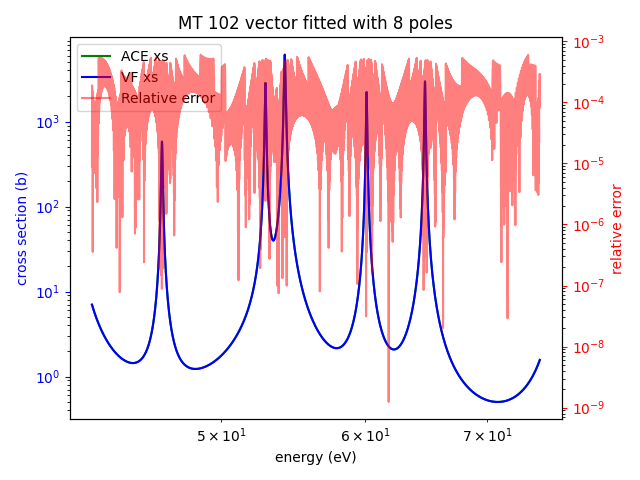 MT 102 vector fitted with 8 poles
ACE xs
VF xs
Relative error
cross section (b)
10³
10²
10¹
10⁰
10⁻³
10⁻⁴
10⁻⁵
10⁻⁶
10⁻⁷
10⁻⁸
10⁻⁹
relative error
5 × 10¹ 6 × 10¹ 7 × 10¹
energy (eV)